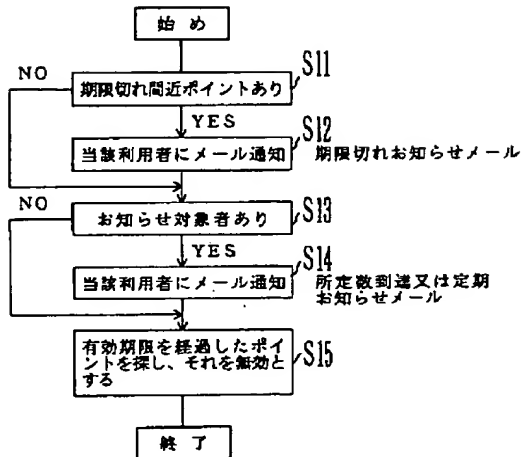 始め
NO
期限切れ間近ポイントあり
S11
YES
当該利用者にメール通知
S12
期限切れお知らせメール
NO
お知らせ対象者あり
S13
YES
当該利用者にメール通知
S14
所定数到達又は定期
お知らせメール
有効期限を経過したポ
イントを探し、それを無効と
する
S15
終了